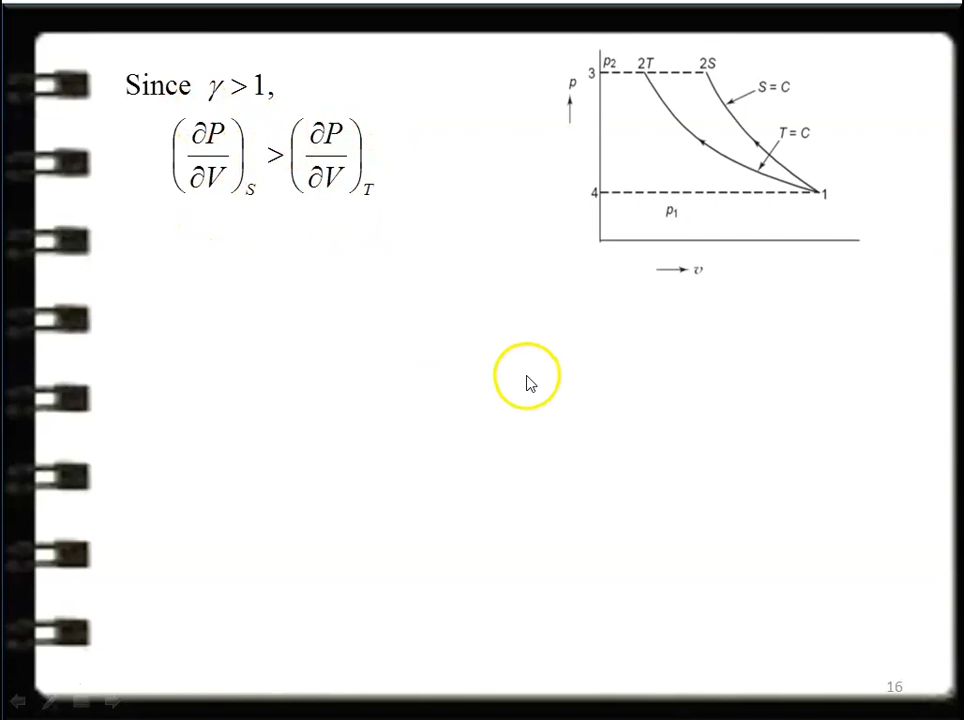 Since γ > 1,
(∂P/∂V)_S > (∂P/∂V)_T
p
3
p2
2T
2S
S = C
T = C
4
1
p1
v
16